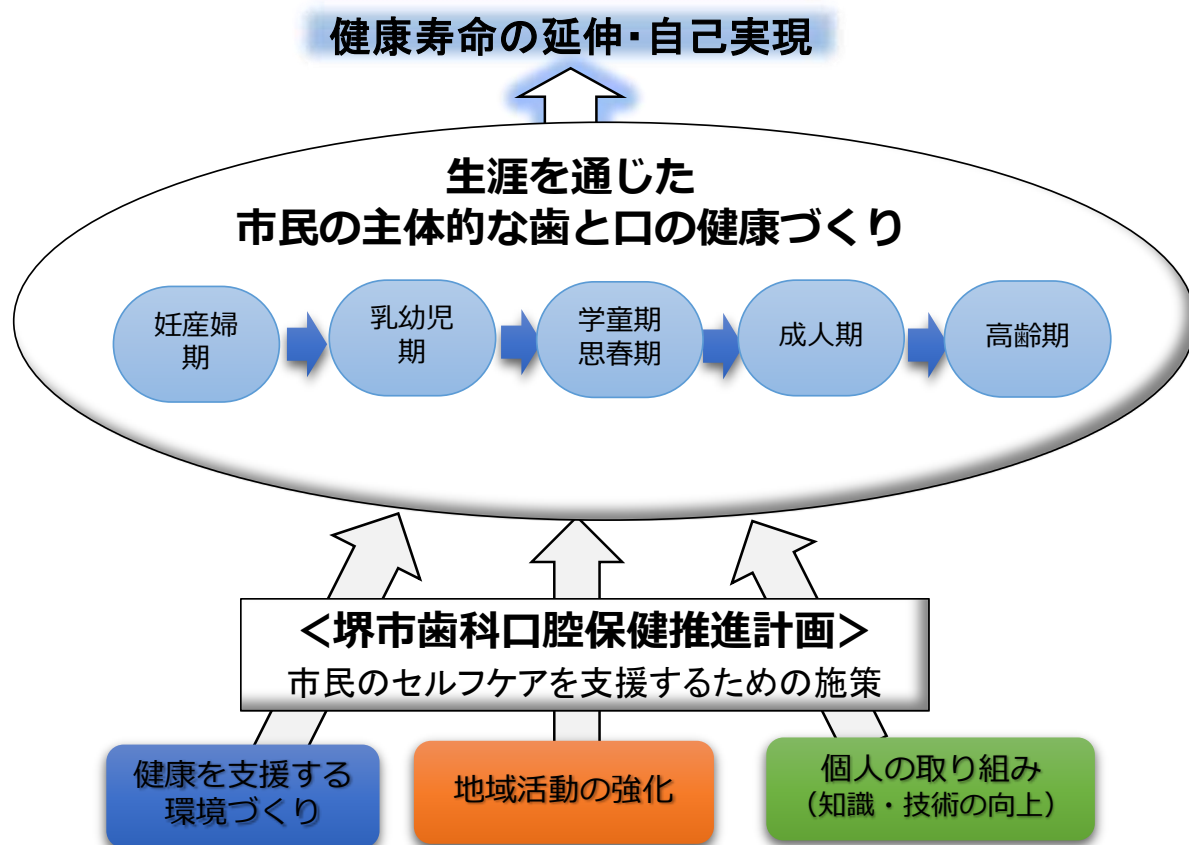 健康寿命の延伸・自己実現
生涯を通じた
市民の主体的な歯と口の健康づくり
妊産婦
期
乳幼児
期
学童期
思春期
成人期
高齢期
<堺市歯科口腔保健推進計画>
市民のセルフケアを支援するための施策
健康を支援する
環境づくり
地域活動の強化
個人の取り組み
（知識・技術の向上）